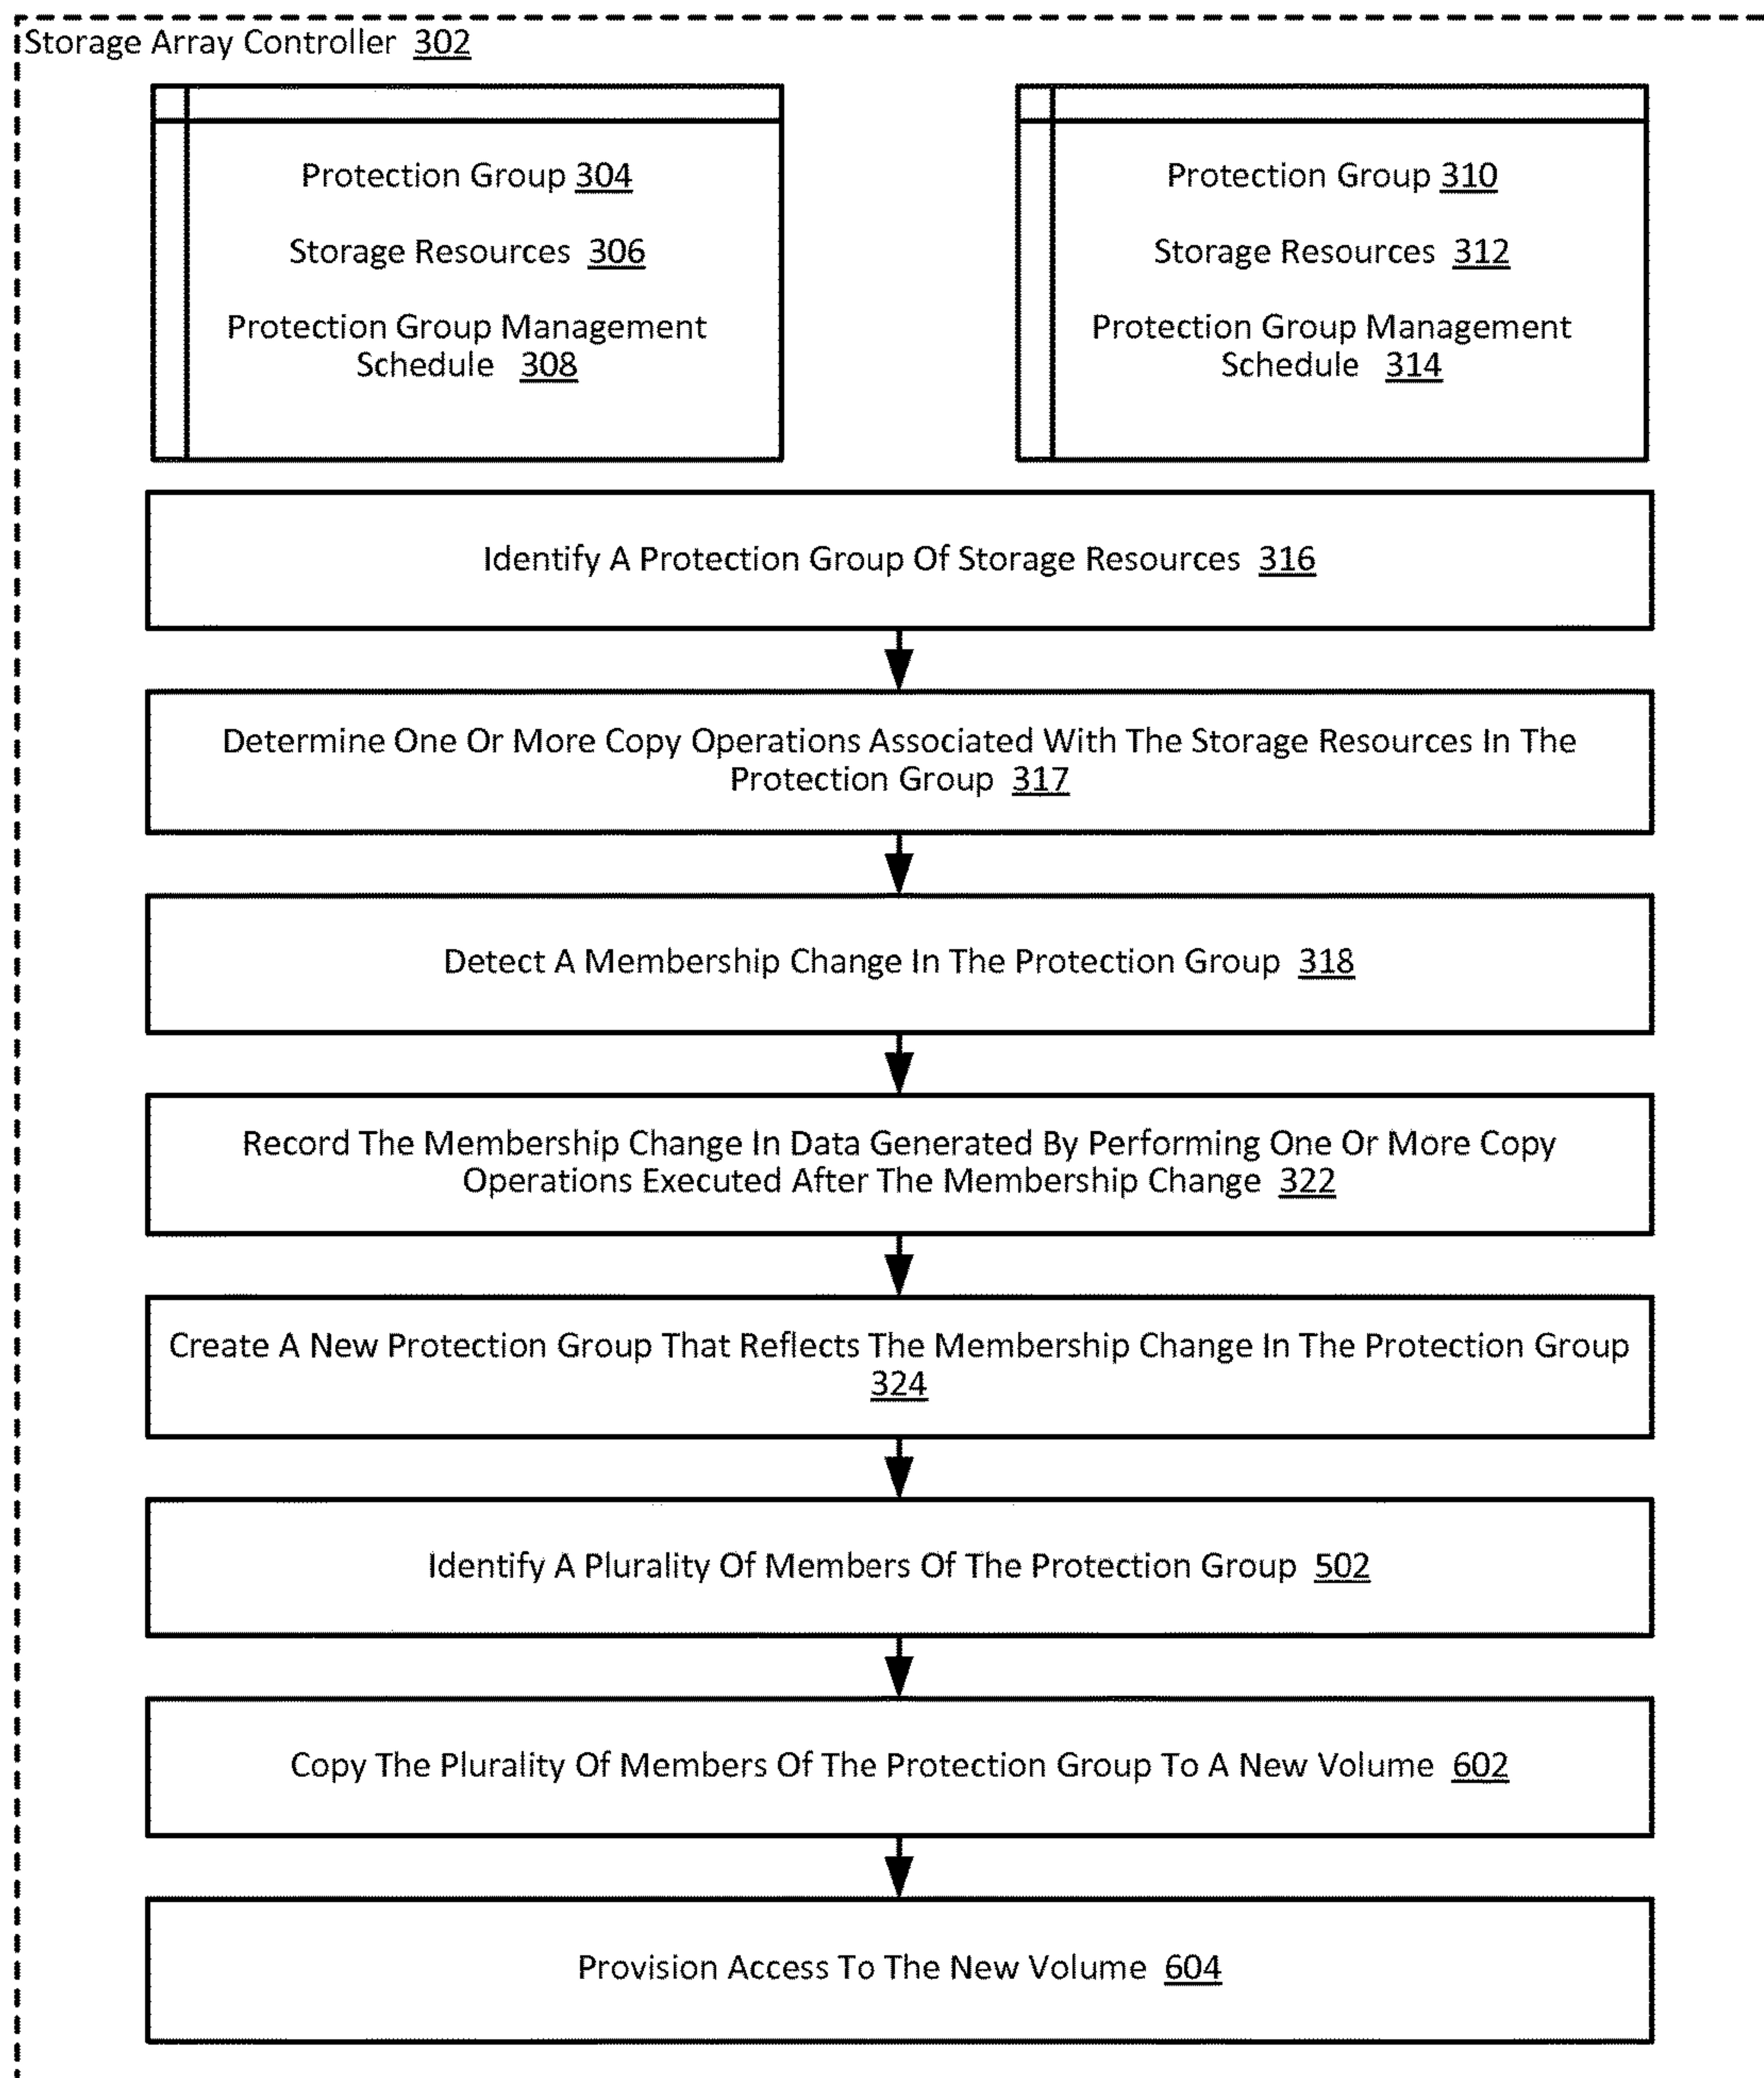 Storage Array Controller 302
Protection Group 304
Storage Resources 306
Protection Group Management
Schedule 308
Protection Group 310
Storage Resources 312
Protection Group Management
Schedule 314
Identify A Protection Group Of Storage Resources 316
Determine One Or More Copy Operations Associated With The Storage Resources In The
Protection Group 317
Detect A Membership Change In The Protection Group 318
Record The Membership Change In Data Generated By Performing One Or More Copy
Operations Executed After The Membership Change 322
Create A New Protection Group That Reflects The Membership Change In The Protection Group
324
Identify A Plurality Of Members Of The Protection Group 502
Copy The Plurality Of Members Of The Protection Group To A New Volume 602
Provision Access To The New Volume 604